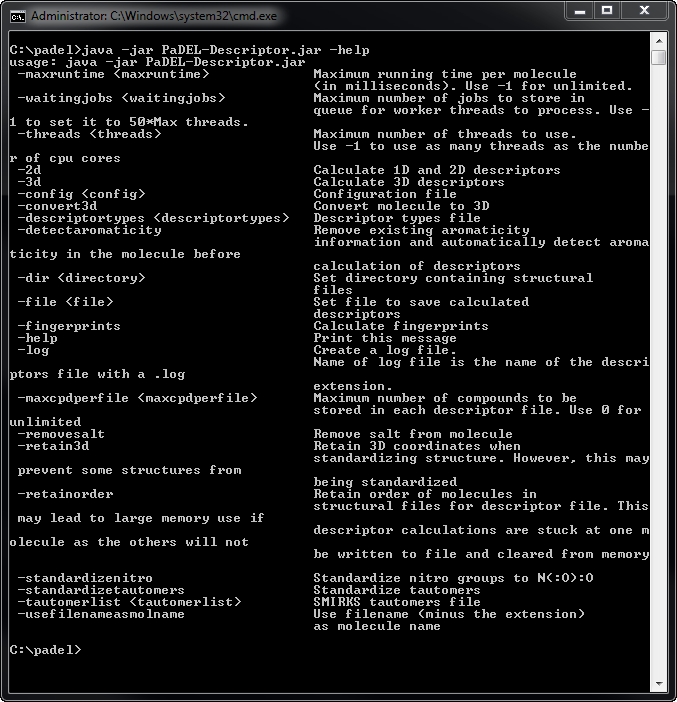 Administrator: C:\Windows\system32\cmd.exe
C:\padel>java -jar PaDEL-Descriptor.jar -help
usage: java -jar PaDEL-Descriptor.jar
-maxruntime <maxruntime> Maximum running time per molecule
(in milliseconds). Use -1 for unlimited.
-waitingjobs <waitingjobs> Maximum number of jobs to store in
queue for worker threads to process. Use -
1 to set it to 50*Max threads.
-threads <threads> Maximum number of threads to use.
Use -1 to use as many threads as the numbe
r of cpu cores
-2d Calculate 1D and 2D descriptors
-3d Calculate 3D descriptors
-config <config> Configuration file
-convert3d Convert molecule to 3D
-descriptortypes <descriptortypes> Descriptor types file
-detectaromaticity Remove existing aromaticity
information and automatically detect aroma
ticity in the molecule before
calculation of descriptors
-dir <directory> Set directory containing structural
files
-file <file> Set file to save calculated
descriptors
-fingerprints Calculate fingerprints
-help Print this message
-log Create a log file.
Name of log file is the name of the descri
ptors file with a .log
extension.
-maxcpdperfile <maxcpdperfile> Maximum number of compounds to be
stored in each descriptor file. Use 0 for
unlimited
-removesalt Remove salt from molecule
-retain3d Retain 3D coordinates when
standardizing structure. However, this may
prevent some structures from
being standardized
-retainorder Retain order of molecules in
structural files for descriptor file. This
may lead to large memory use if
descriptor calculations are stuck at one m
olecule as the others will not
be written to file and cleared from memory
-standardizenitro Standardize nitro groups to N(:O):O
-standardizetautomers Standardize tautomers
-tautomerlist <tautomerlist> SMIRKS tautomers file
-usefilenameasmolname Use filename (minus the extension)
as molecule name
C:\padel>